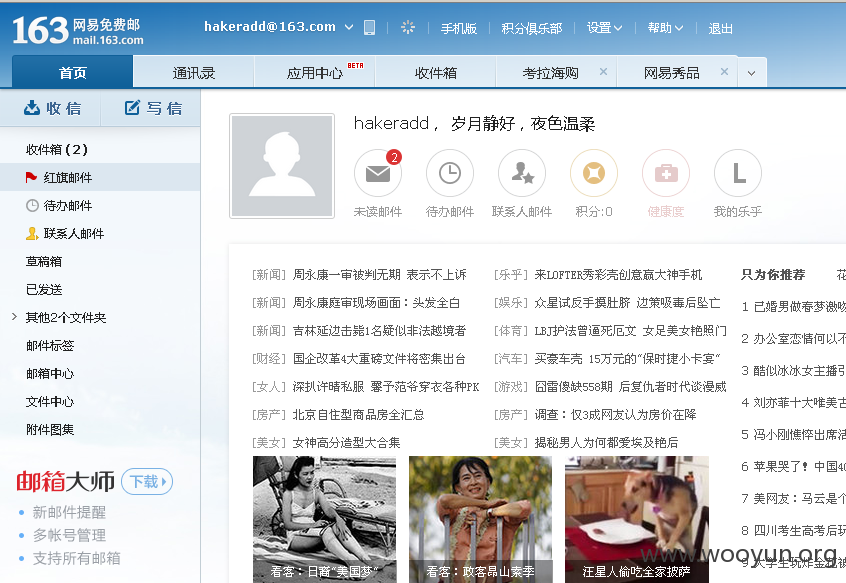 163 网易免费邮
mail.163.com
hakeradd@163.com
手机版 积分俱乐部 设置 帮助 退出
首页 通讯录 应用中心 BETA 收件箱 考拉海购 × 网易秀品 ×
收信 写信
收件箱(2)
红旗邮件
待办邮件
联系人邮件
草稿箱
已发送
其他2个文件夹
邮件标签
邮箱中心
文件中心
附件图集
邮箱大师 下载
新邮件提醒
多帐号管理
支持所有邮箱
hakeradd, 岁月静好，夜色温柔
2
L
未读邮件 待办邮件 联系人邮件 积分:0 健康度 我的乐乎
[新闻] 周永康一审被判无期 表示不上诉
[新闻] 周永康庭审现场画面：头发全白
[新闻] 吉林延边击毙1名疑似非法越境者
[财经] 国企改革4大重磅文件将密集出台
[女人] 深扒许晴私服 馨予范爷穿衣各种PK
[房产] 北京自住型商品房全汇总
[美女] 女神高分造型大合集
[乐乎] 来LOFTER秀彩壳创意赢大神手机
[娱乐] 众星试反手摸肚脐 边策吸毒后坠亡
[体育] LBJ护法曾逼死厄文 女足美女艳照门
[汽车] 买豪车壳 15万元的“保时捷小卡宴”
[游戏] 囧雷傻缺558期 后复仇者时代谈漫威
[房产] 调查：仅3成网友认为房价在降
[美女] 揭秘男人为何都爱埃及艳后
看客：日裔“美国梦”
看客：政客昂山素季
汪星人偷吃全家披萨
只为你推荐 花
1 已婚男做春梦邂吻
2 办公室恋情何以不
3 酷似冰冰女主播引
4 刘亦菲十大唯美古
5 冯小刚憔悴出席活
6 苹果哭了！中国40
7 美网友：马云是个
8 四川考生高考后玩
www.wooyun.org